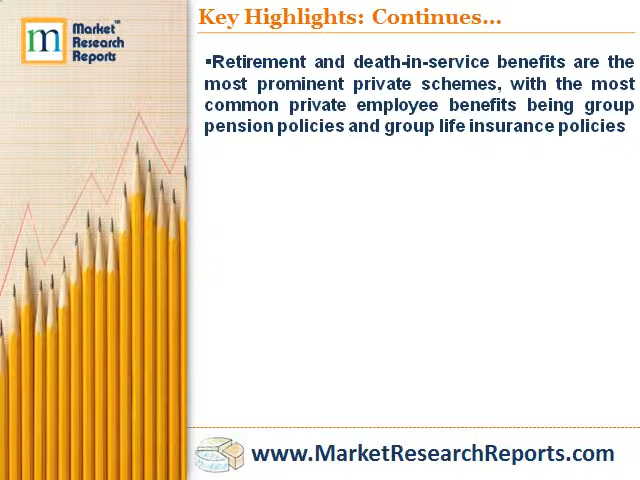 Key Highlights: Continues...
m
Market™
Research
Reports
▪Retirement and death-in-service benefits are the
most prominent private schemes, with the most
common private employee benefits being group
pension policies and group life insurance policies
www.MarketResearchReports.com